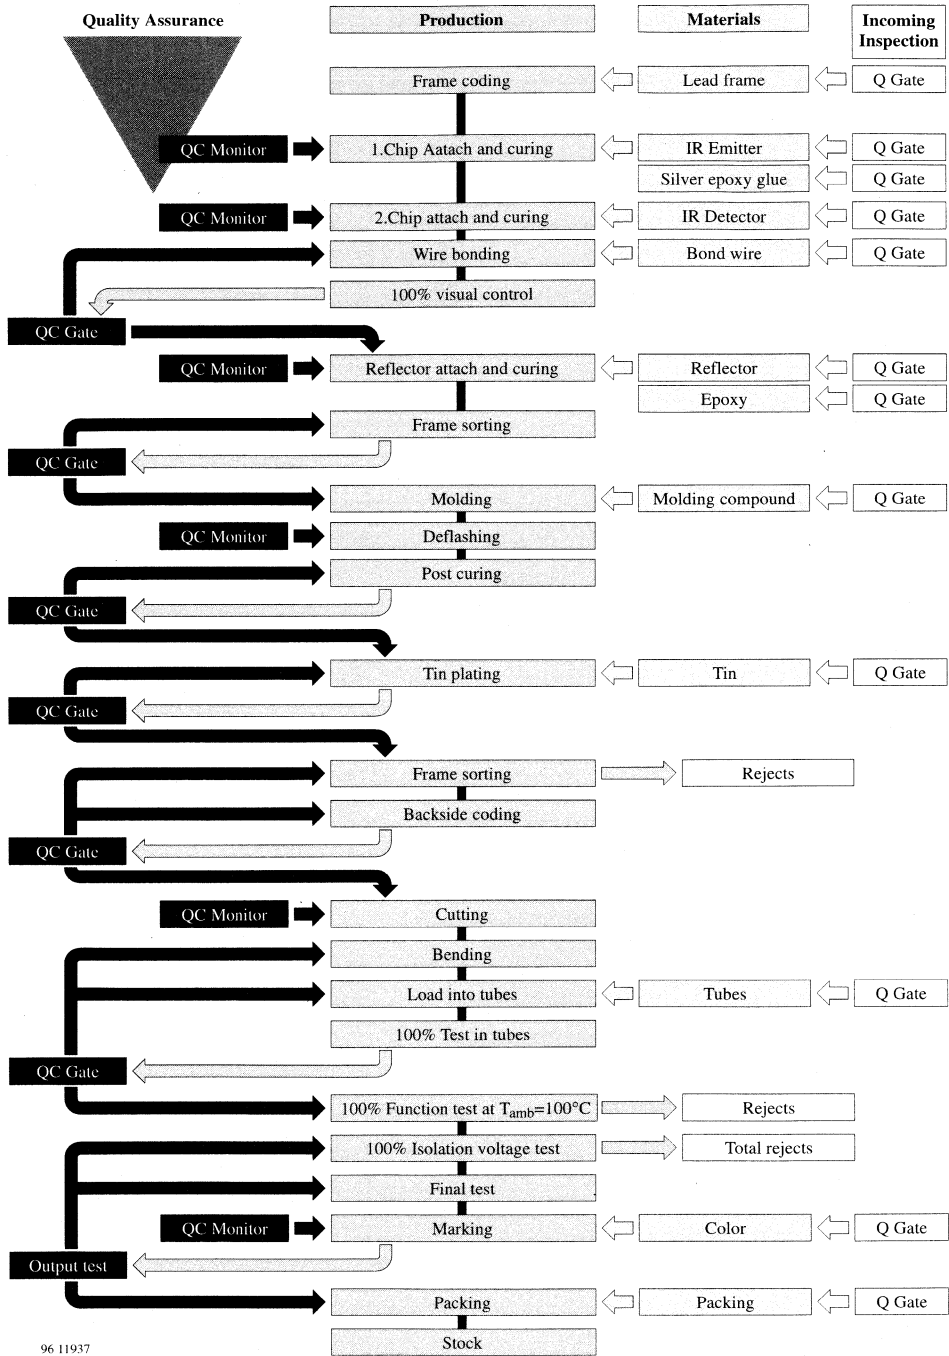 Quality Assurance
Production
Materials
Incoming
Inspection
Frame coding
Lead frame
Q Gate
QC Monitor
1.Chip Aatach and curing
IR Emitter
Q Gate
Silver epoxy glue
Q Gate
QC Monitor
2.Chip attach and curing
IR Detector
Q Gate
Wire bonding
Bond wire
Q Gate
100% visual control
QC Gate
QC Monitor
Reflector attach and curing
Reflector
Q Gate
Epoxy
Q Gate
Frame sorting
QC Gate
Molding
Molding compound
Q Gate
QC Monitor
Deflashing
Post curing
QC Gate
Tin plating
Tin
Q Gate
QC Gate
Frame sorting
Rejects
Backside coding
QC Gate
QC Monitor
Cutting
Bending
Load into tubes
Tubes
Q Gate
100% Test in tubes
QC Gate
100% Function test at Tamb=100°C
Rejects
100% Isolation voltage test
Total rejects
Final test
QC Monitor
Marking
Color
Q Gate
Output test
Packing
Packing
Q Gate
Stock
96 11937